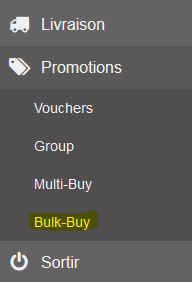 Livraison
Promotions
Vouchers
Group
Multi-Buy
Bulk-Buy
Sortir